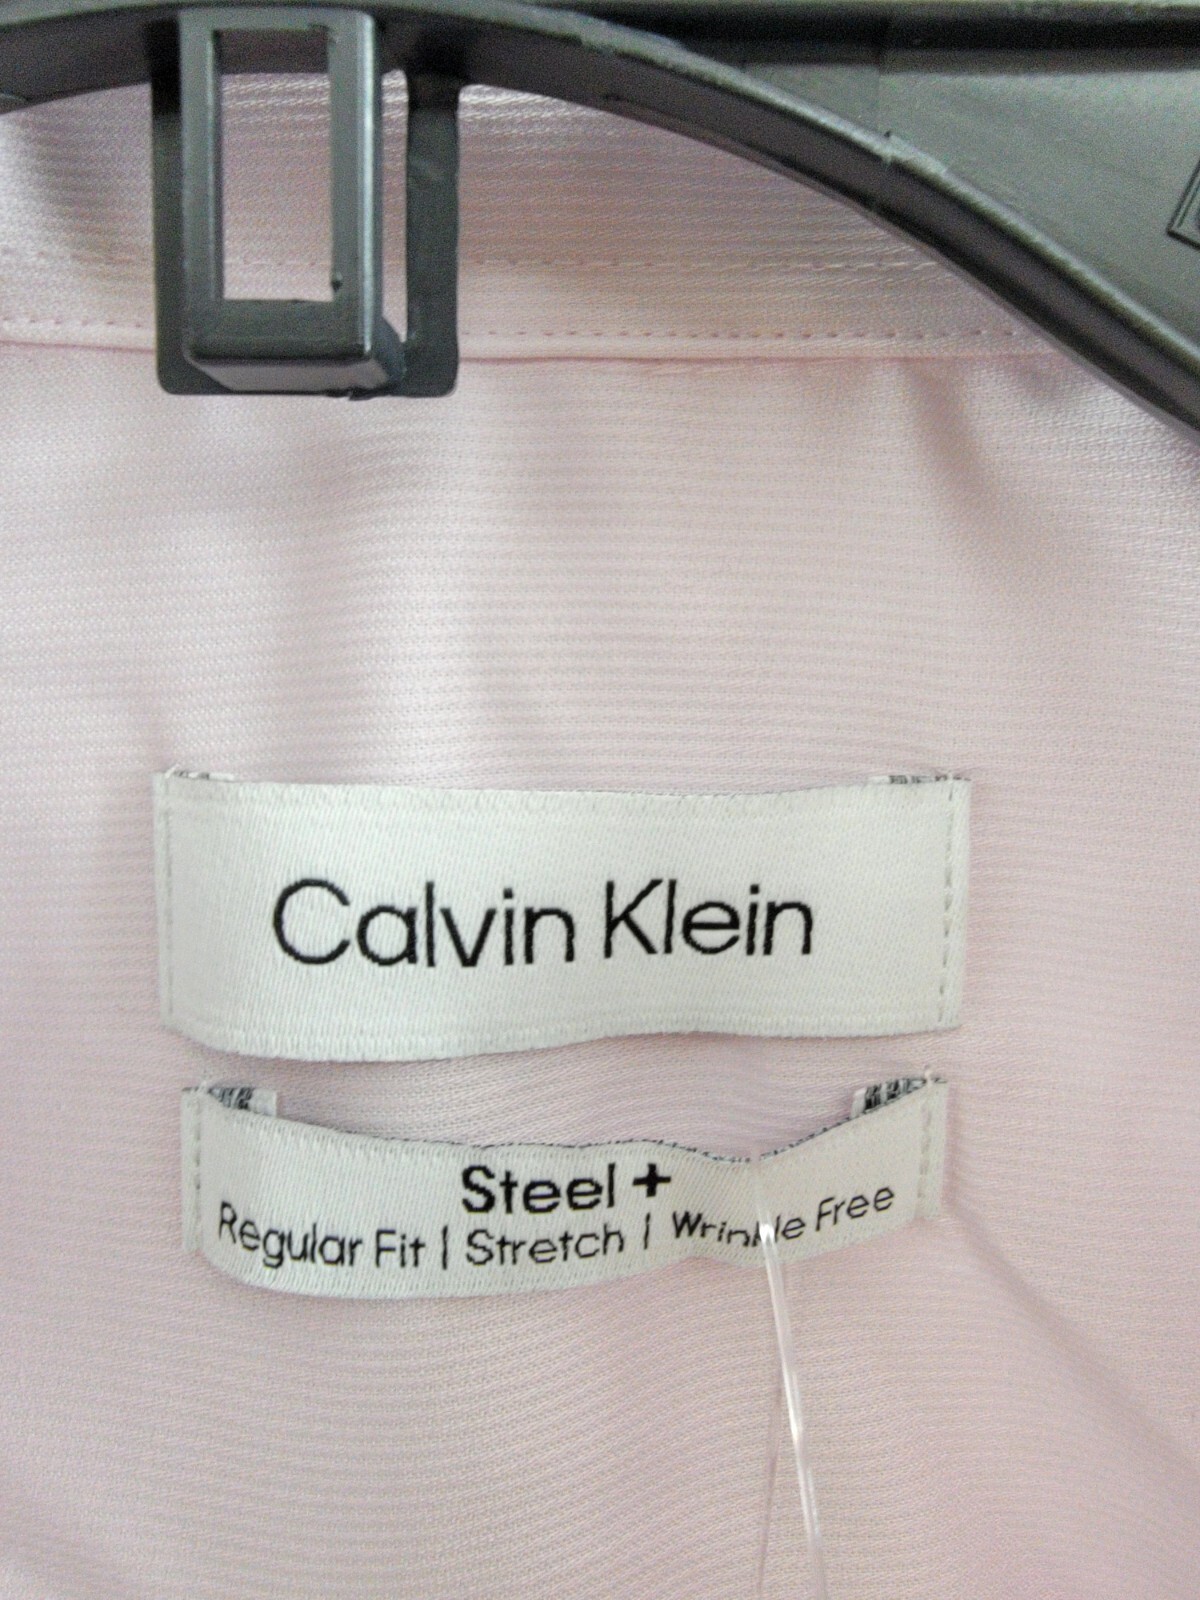 Calvin Klein
Steel +
Regular Fit | Stretch | Wrinkle Free